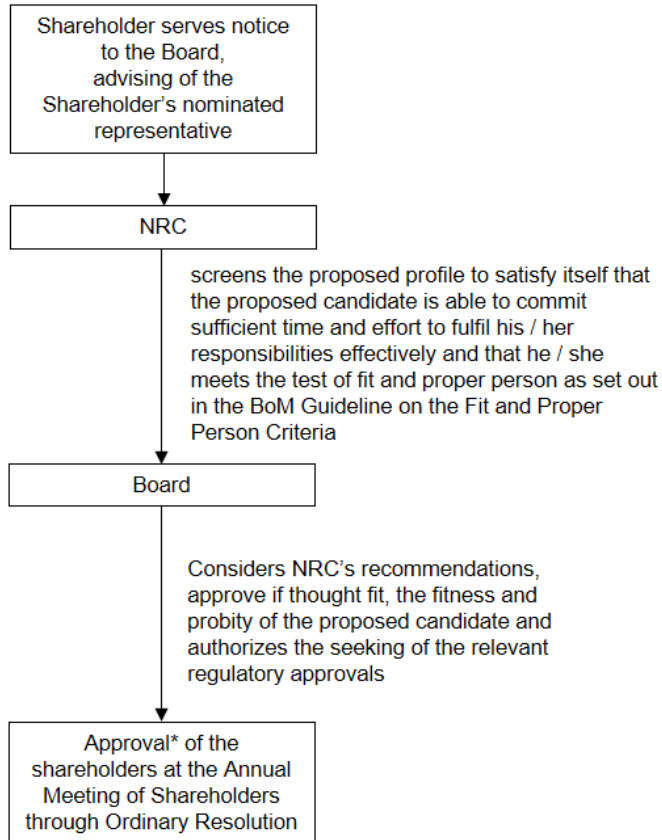 Shareholder serves notice
to the Board,
advising of the
Shareholder's nominated
representative
NRC
screens the proposed profile to satisfy itself that
the proposed candidate is able to commit
sufficient time and effort to fulfil his / her
responsibilities effectively and that he / she
meets the test of fit and proper person as set out
in the BoM Guideline on the Fit and Proper
Person Criteria
Board
Considers NRC's recommendations,
approve if thought fit, the fitness and
probity of the proposed candidate and
authorizes the seeking of the relevant
regulatory approvals
Approval* of the
shareholders at the Annual
Meeting of Shareholders
through Ordinary Resolution